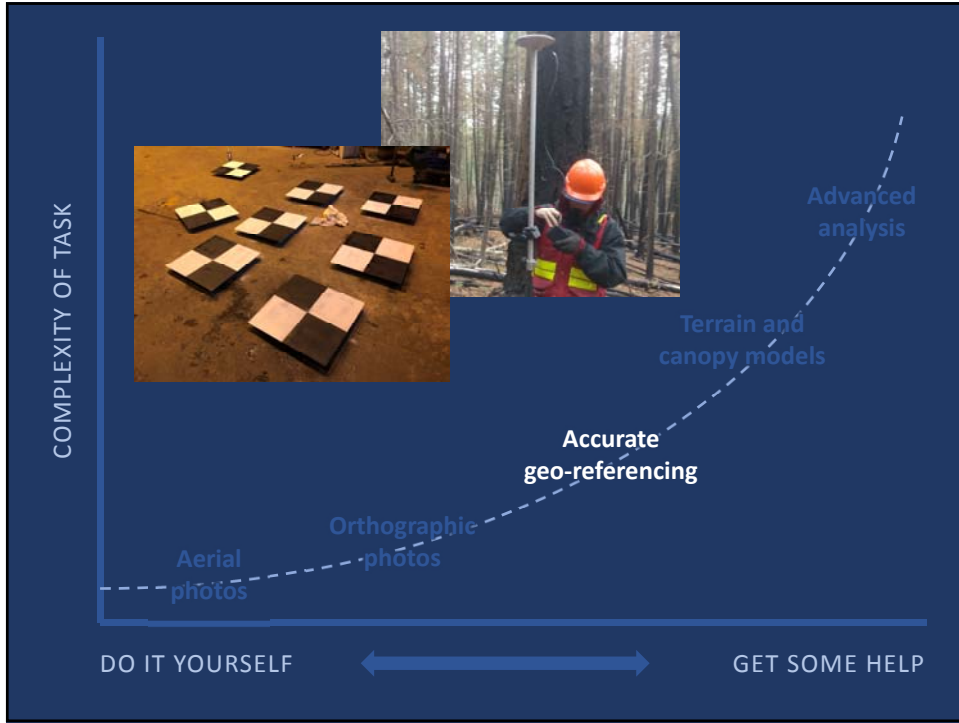 COMPLEXITY OF TASK
Advanced
analysis
Terrain and
canopy models
Accurate
geo-referencing
Orthographic
photos
Aerial
photos
DO IT YOURSELF
GET SOME HELP